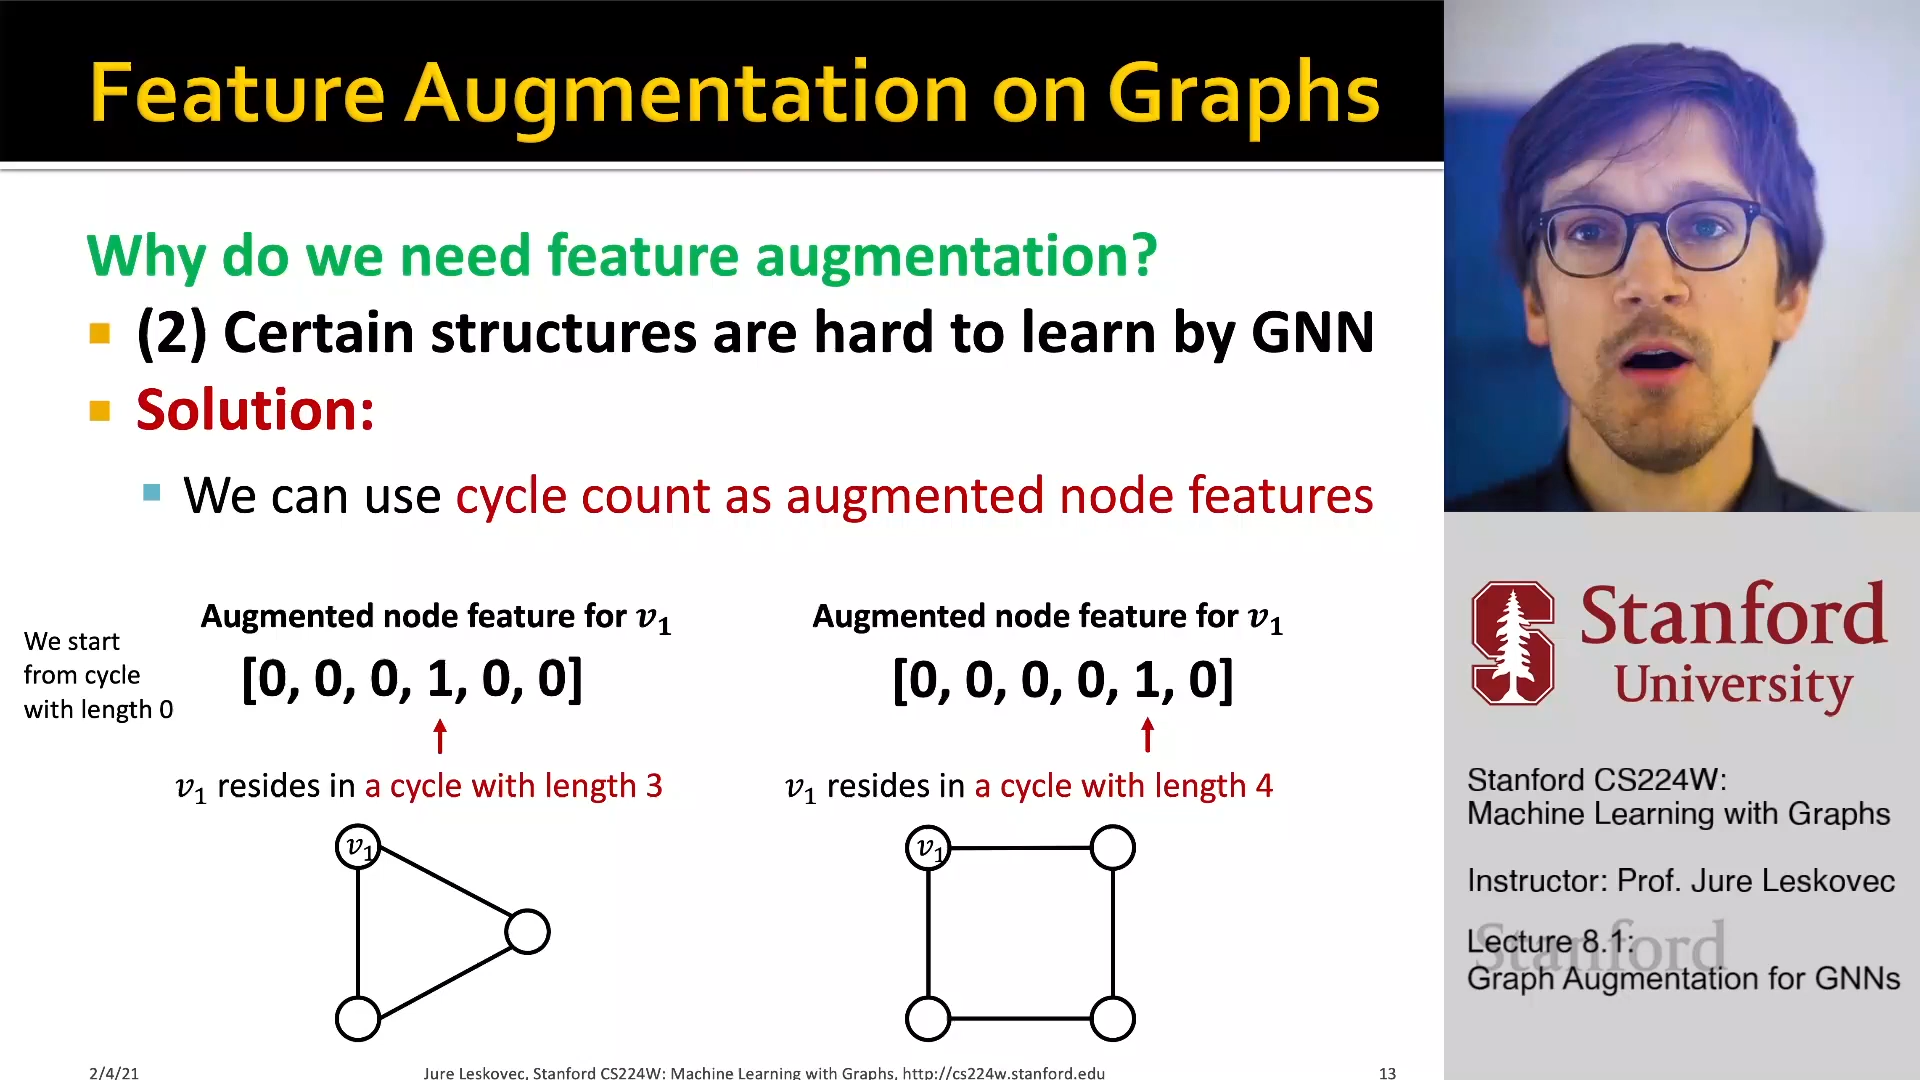 Feature Augmentation on Graphs
Why do we need feature augmentation?
(2) Certain structures are hard to learn by GNN
Solution:
We can use cycle count as augmented node features
We start
from cycle
with length 0
Augmented node feature for v₁
[0, 0, 0, 1, 0, 0]
v₁ resides in a cycle with length 3
v₁
Augmented node feature for v₁
[0, 0, 0, 0, 1, 0]
v₁ resides in a cycle with length 4
v₁
2/4/21
Jure Leskovec, Stanford CS224W: Machine Learning with Graphs, http://cs224w.stanford.edu
13
Stanford
University
Stanford CS224W:
Machine Learning with Graphs
Instructor: Prof. Jure Leskovec
Stanford
Lecture 8.1:
Graph Augmentation for GNNs